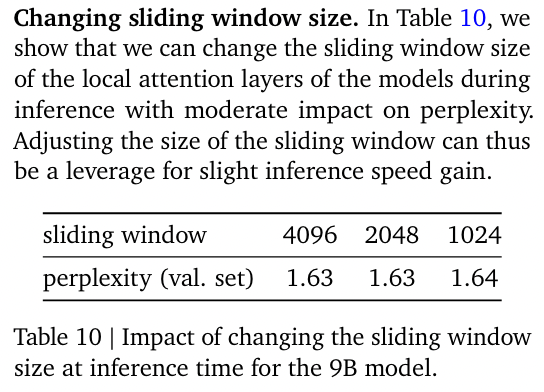 Changing sliding window size. In Table 10, we
show that we can change the sliding window size
of the local attention layers of the models during
inference with moderate impact on perplexity.
Adjusting the size of the sliding window can thus
be a leverage for slight inference speed gain.
sliding window 4096 2048 1024
perplexity (val. set) 1.63 1.63 1.64
Table 10 | Impact of changing the sliding window
size at inference time for the 9B model.